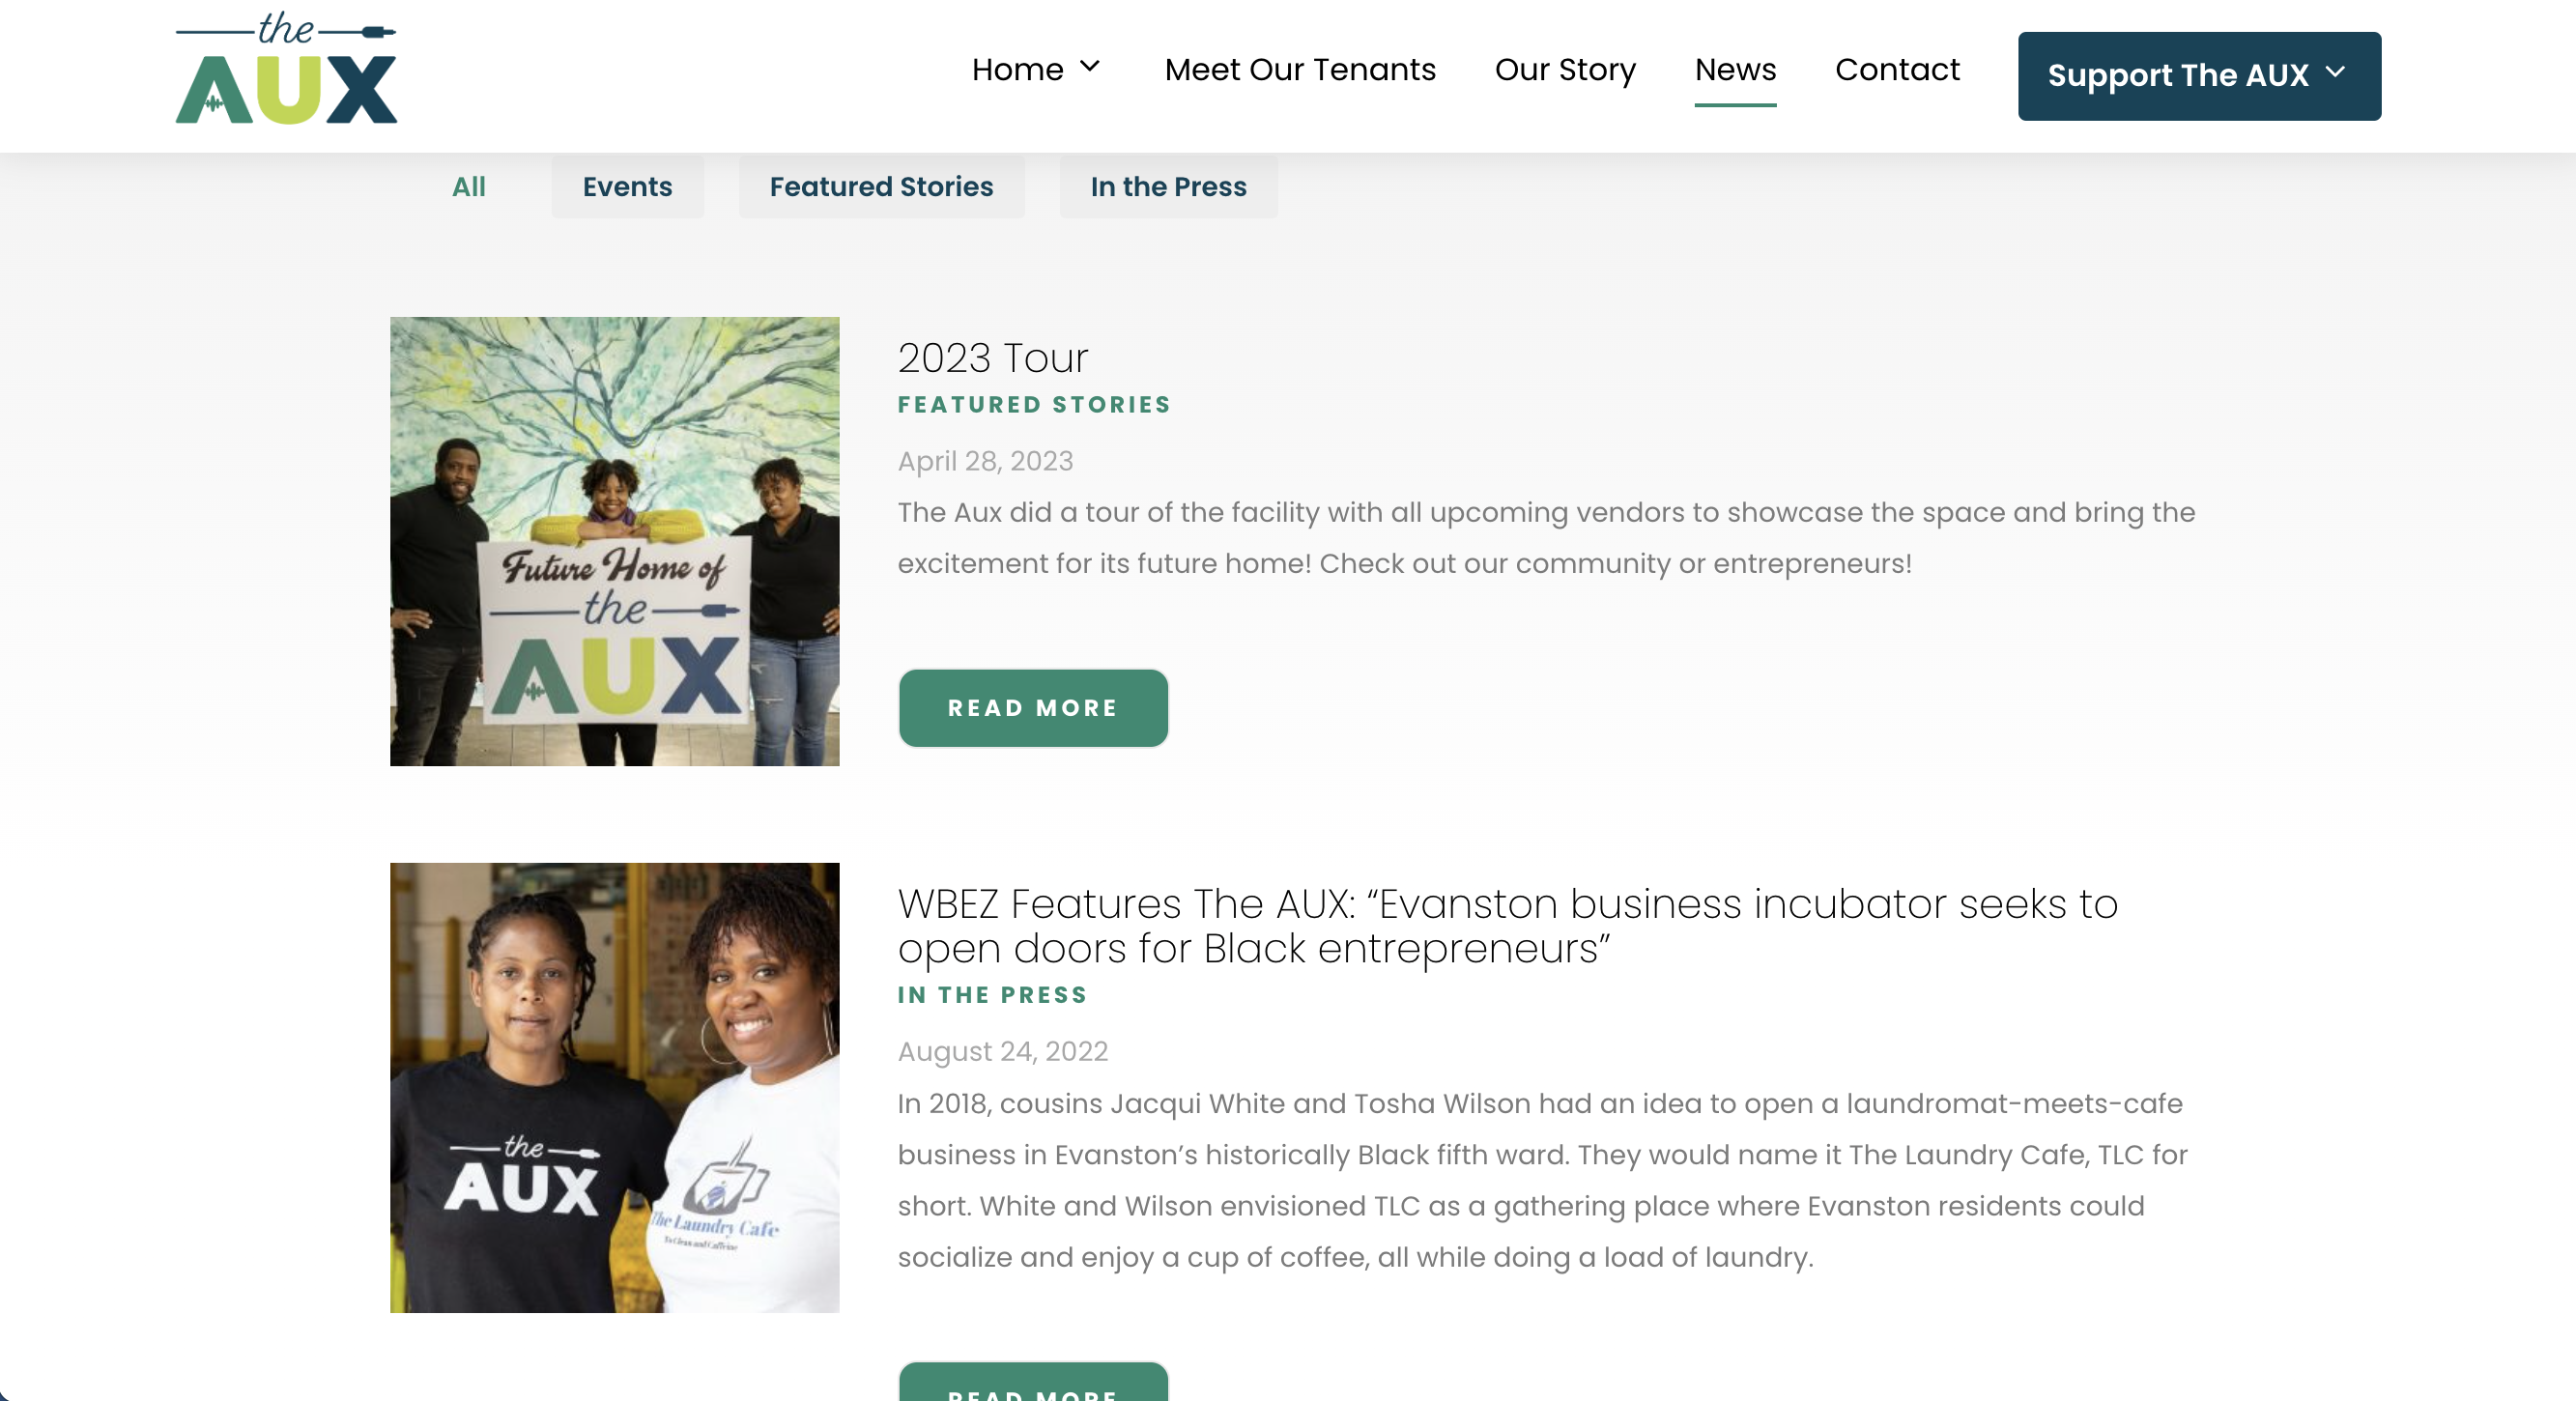 the
AUX
Home
Meet Our Tenants
Our Story
News
Contact
Support The AUX
All
Events
Featured Stories
In the Press
Future Home of
the
AUX
2023 Tour
FEATURED STORIES
April 28, 2023
The Aux did a tour of the facility with all upcoming vendors to showcase the space and bring the
excitement for its future home! Check out our community or entrepreneurs!
READ MORE
the
AUX
The Laundry Cafe
To Clean and Caffeine
WBEZ Features The AUX: “Evanston business incubator seeks to
open doors for Black entrepreneurs”
IN THE PRESS
August 24, 2022
In 2018, cousins Jacqui White and Tosha Wilson had an idea to open a laundromat-meets-cafe
business in Evanston’s historically Black fifth ward. They would name it The Laundry Cafe, TLC for
short. White and Wilson envisioned TLC as a gathering place where Evanston residents could
socialize and enjoy a cup of coffee, all while doing a load of laundry.
READ MORE